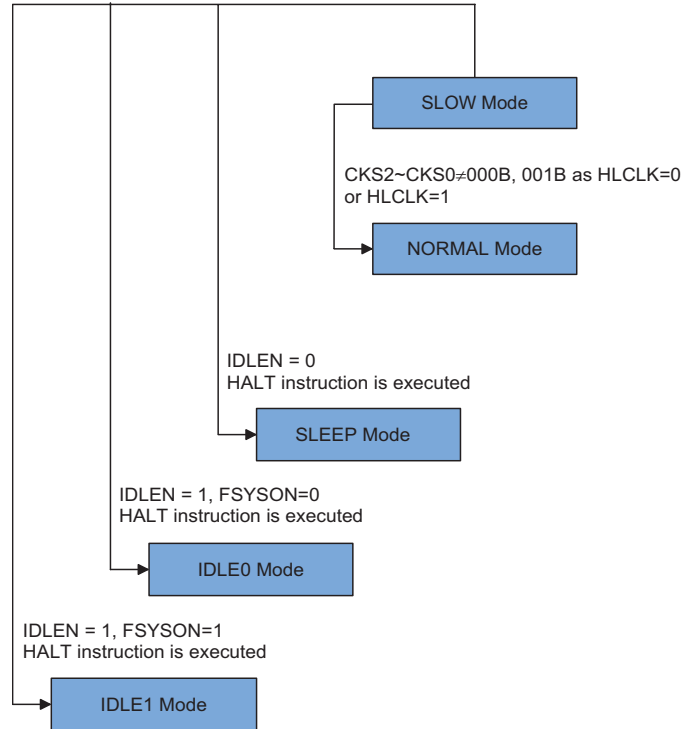 SLOW Mode
CKS2~CKS0≠000B, 001B as HLCLK=0
or HLCLK=1
NORMAL Mode
IDLEN = 0
HALT instruction is executed
SLEEP Mode
IDLEN = 1, FSYSON=0
HALT instruction is executed
IDLE0 Mode
IDLEN = 1, FSYSON=1
HALT instruction is executed
IDLE1 Mode